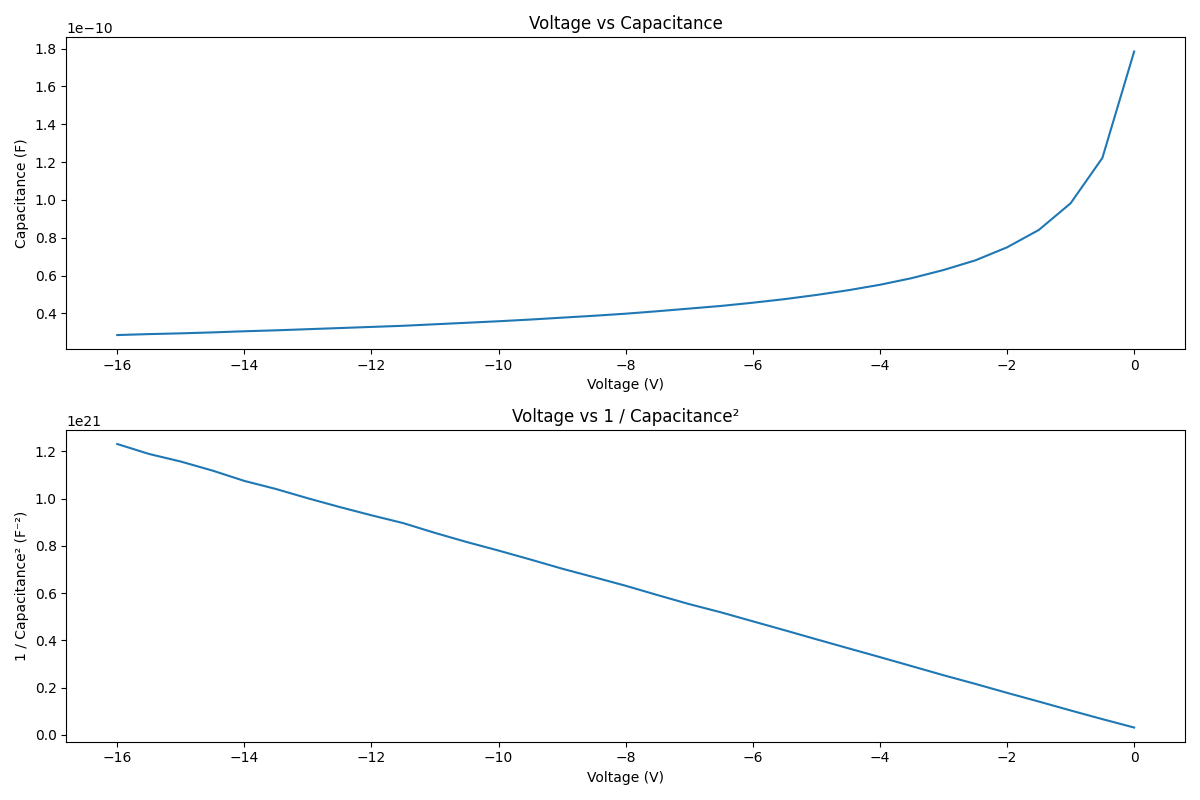 Voltage vs Capacitance
1e−10
1.8
1.6
1.4
1.2
1.0
0.8
0.6
0.4
Capacitance (F)
−16 −14 −12 −10 −8 −6 −4 −2 0
Voltage (V)
Voltage vs 1 / Capacitance²
1e21
1.2
1.0
0.8
0.6
0.4
0.2
0.0
1 / Capacitance² (F⁻²)
−16 −14 −12 −10 −8 −6 −4 −2 0
Voltage (V)